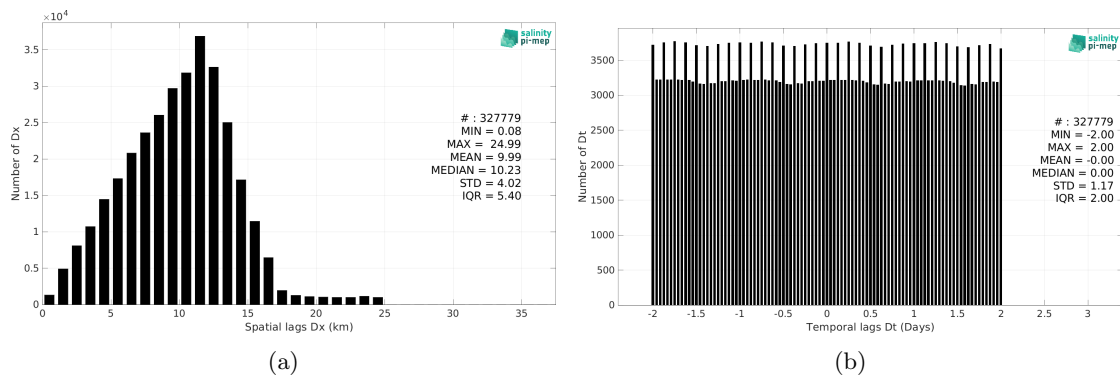 ×10⁴
3.5
3
2.5
2
1.5
1
0.5
0
Number of Dx
0 5 10 15 20 25 30 35
Spatial lags Dx (km)
salinity
pi-mep
# : 327779
MIN = 0.08
MAX = 24.99
MEAN = 9.99
MEDIAN = 10.23
STD = 4.02
IQR = 5.40
(a)
3500
3000
2500
2000
1500
1000
500
0
Number of Dt
-2 -1.5 -1 -0.5 0 0.5 1 1.5 2 2.5 3
Temporal lags Dt (Days)
salinity
pi-mep
# : 327779
MIN = -2.00
MAX = 2.00
MEAN = -0.00
MEDIAN = 0.00
STD = 1.17
IQR = 2.00
(b)